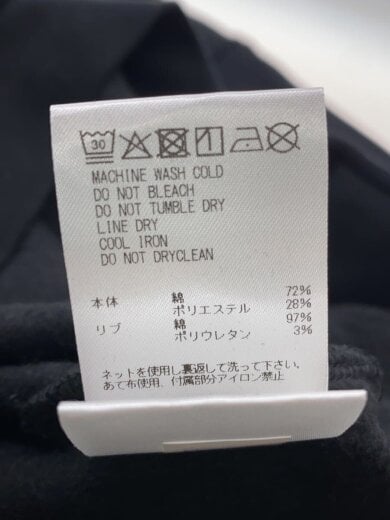 30
MACHINE WASH COLD
DO NOT BLEACH
DO NOT TUMBLE DRY
LINE DRY
COOL IRON
DO NOT DRYCLEAN
本体 綿 72%
ポリエステル 28%
リブ 綿 97%
ポリウレタン 3%
ネットを使用し裏返して洗って下さい。
あて布使用、付属部分アイロン禁止